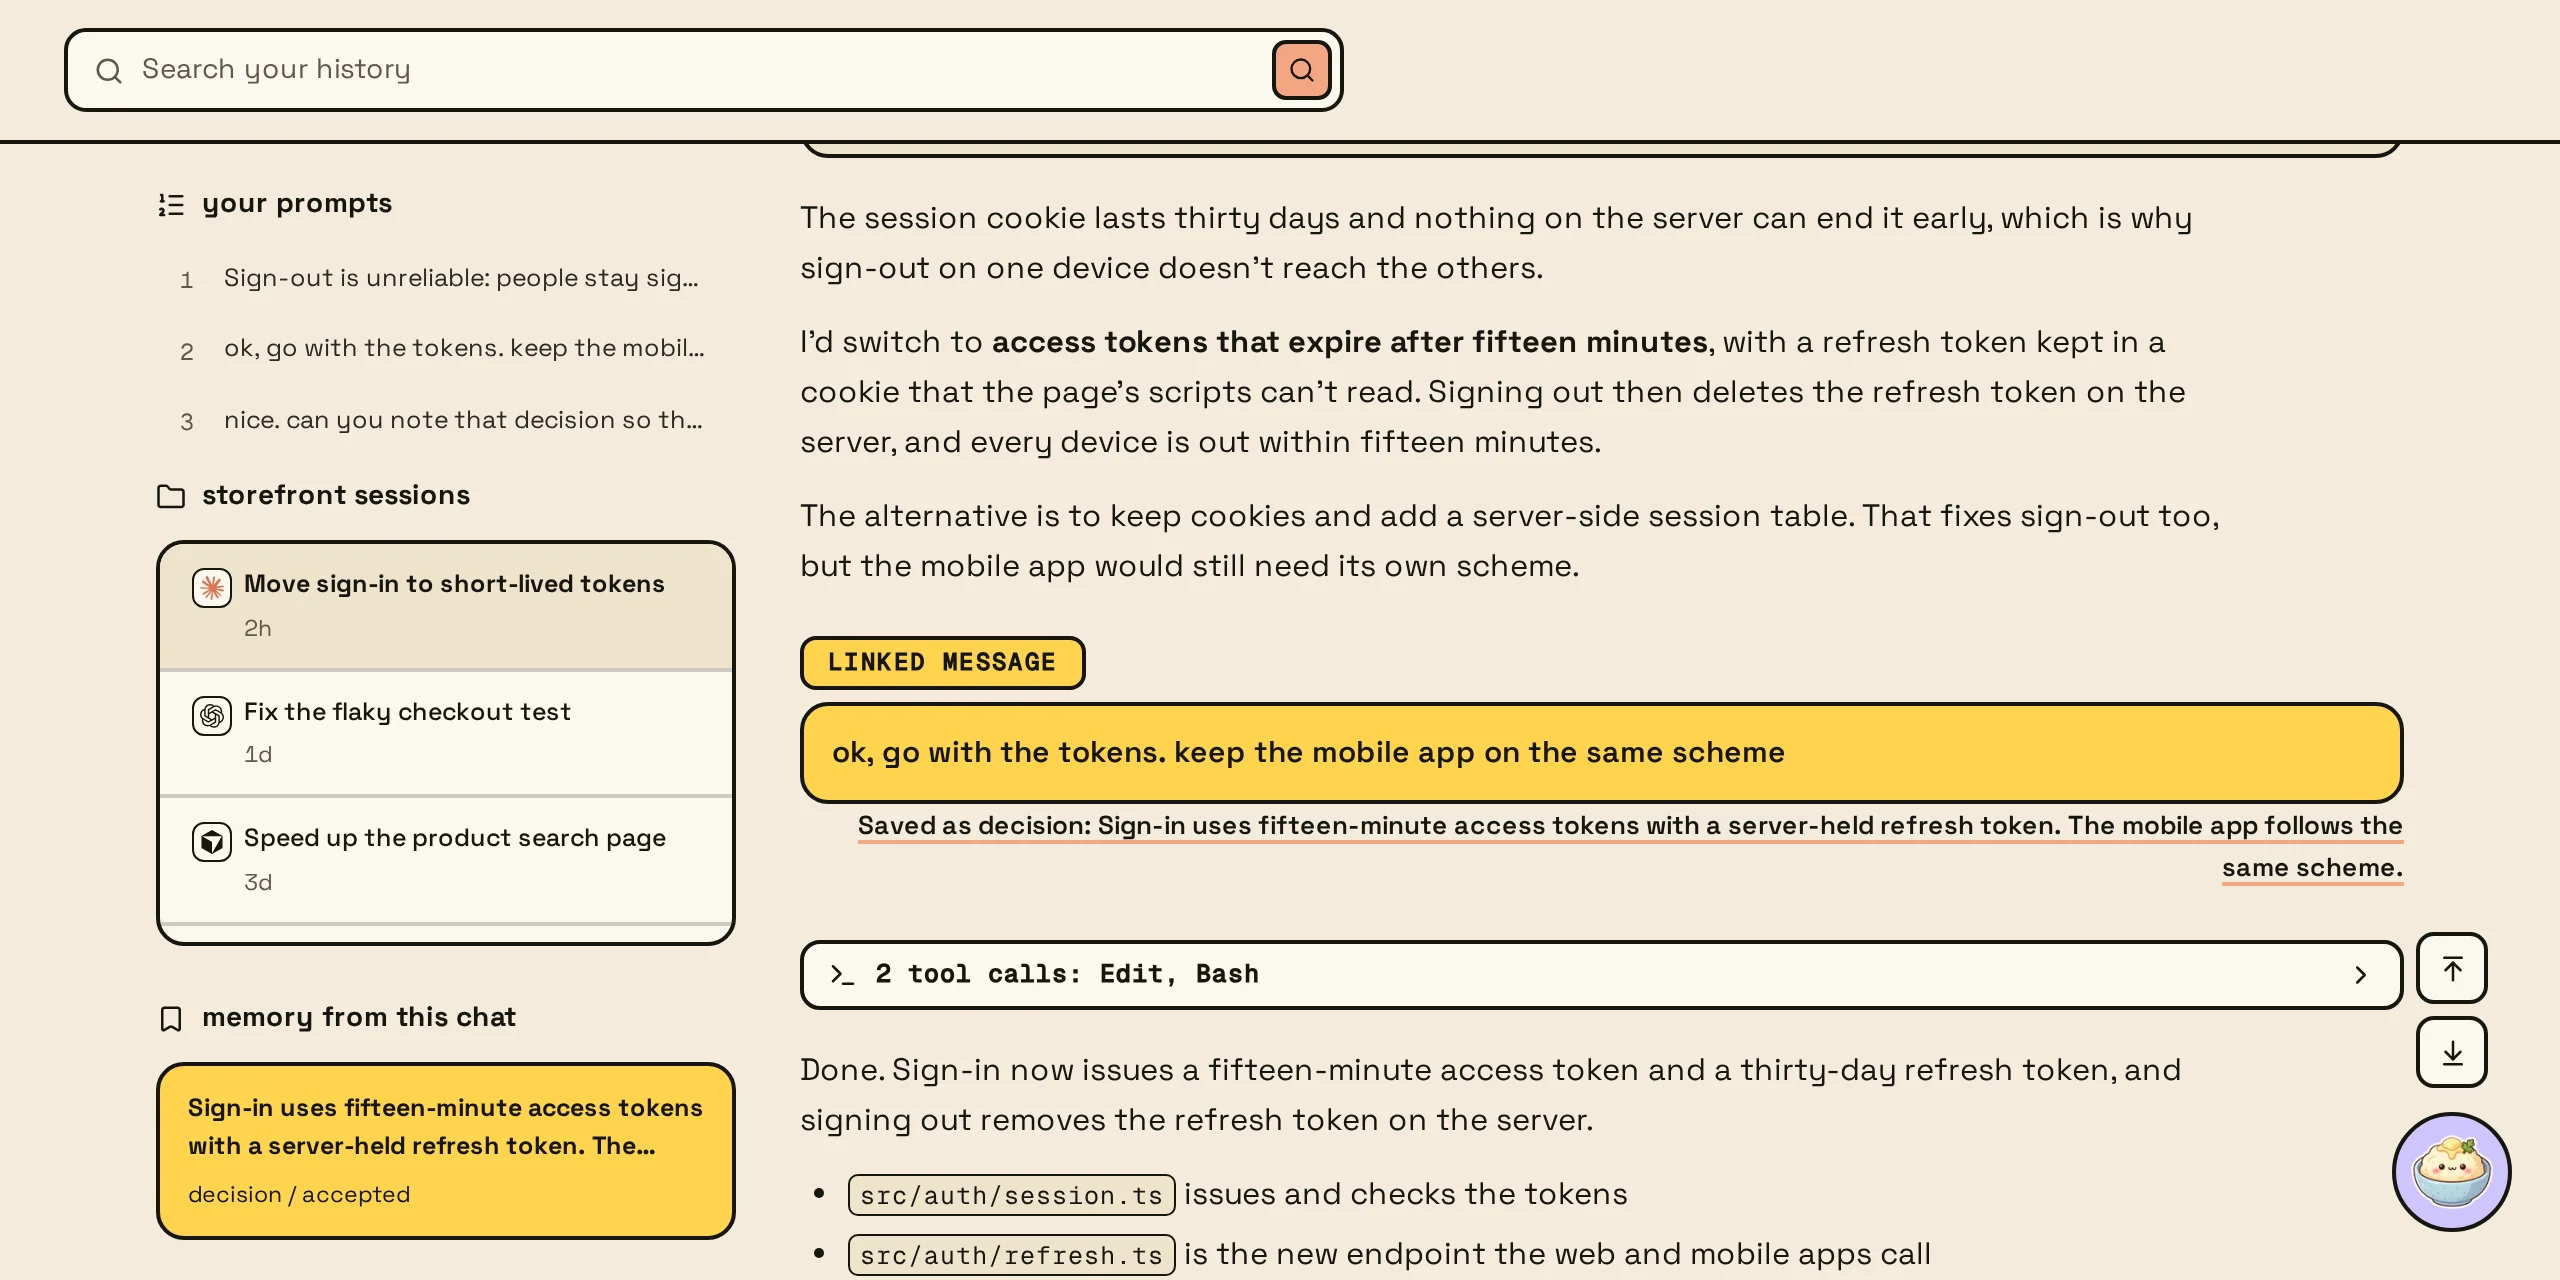 Search your history
your prompts
1 Sign-out is unreliable: people stay sig...
2 ok, go with the tokens. keep the mobil...
3 nice. can you note that decision so th...
storefront sessions
Move sign-in to short-lived tokens
2h
Fix the flaky checkout test
1d
Speed up the product search page
3d
memory from this chat
Sign-in uses fifteen-minute access tokens
with a server-held refresh token. The...
decision / accepted
The session cookie lasts thirty days and nothing on the server can end it early, which is why
sign-out on one device doesn’t reach the others.
I’d switch to access tokens that expire after fifteen minutes, with a refresh token kept in a
cookie that the page’s scripts can’t read. Signing out then deletes the refresh token on the
server, and every device is out within fifteen minutes.
The alternative is to keep cookies and add a server-side session table. That fixes sign-out too,
but the mobile app would still need its own scheme.
LINKED MESSAGE
ok, go with the tokens. keep the mobile app on the same scheme
Saved as decision: Sign-in uses fifteen-minute access tokens with a server-held refresh token. The mobile app follows the
same scheme.
>_ 2 tool calls: Edit, Bash
Done. Sign-in now issues a fifteen-minute access token and a thirty-day refresh token, and
signing out removes the refresh token on the server.
• src/auth/session.ts issues and checks the tokens
• src/auth/refresh.ts is the new endpoint the web and mobile apps call